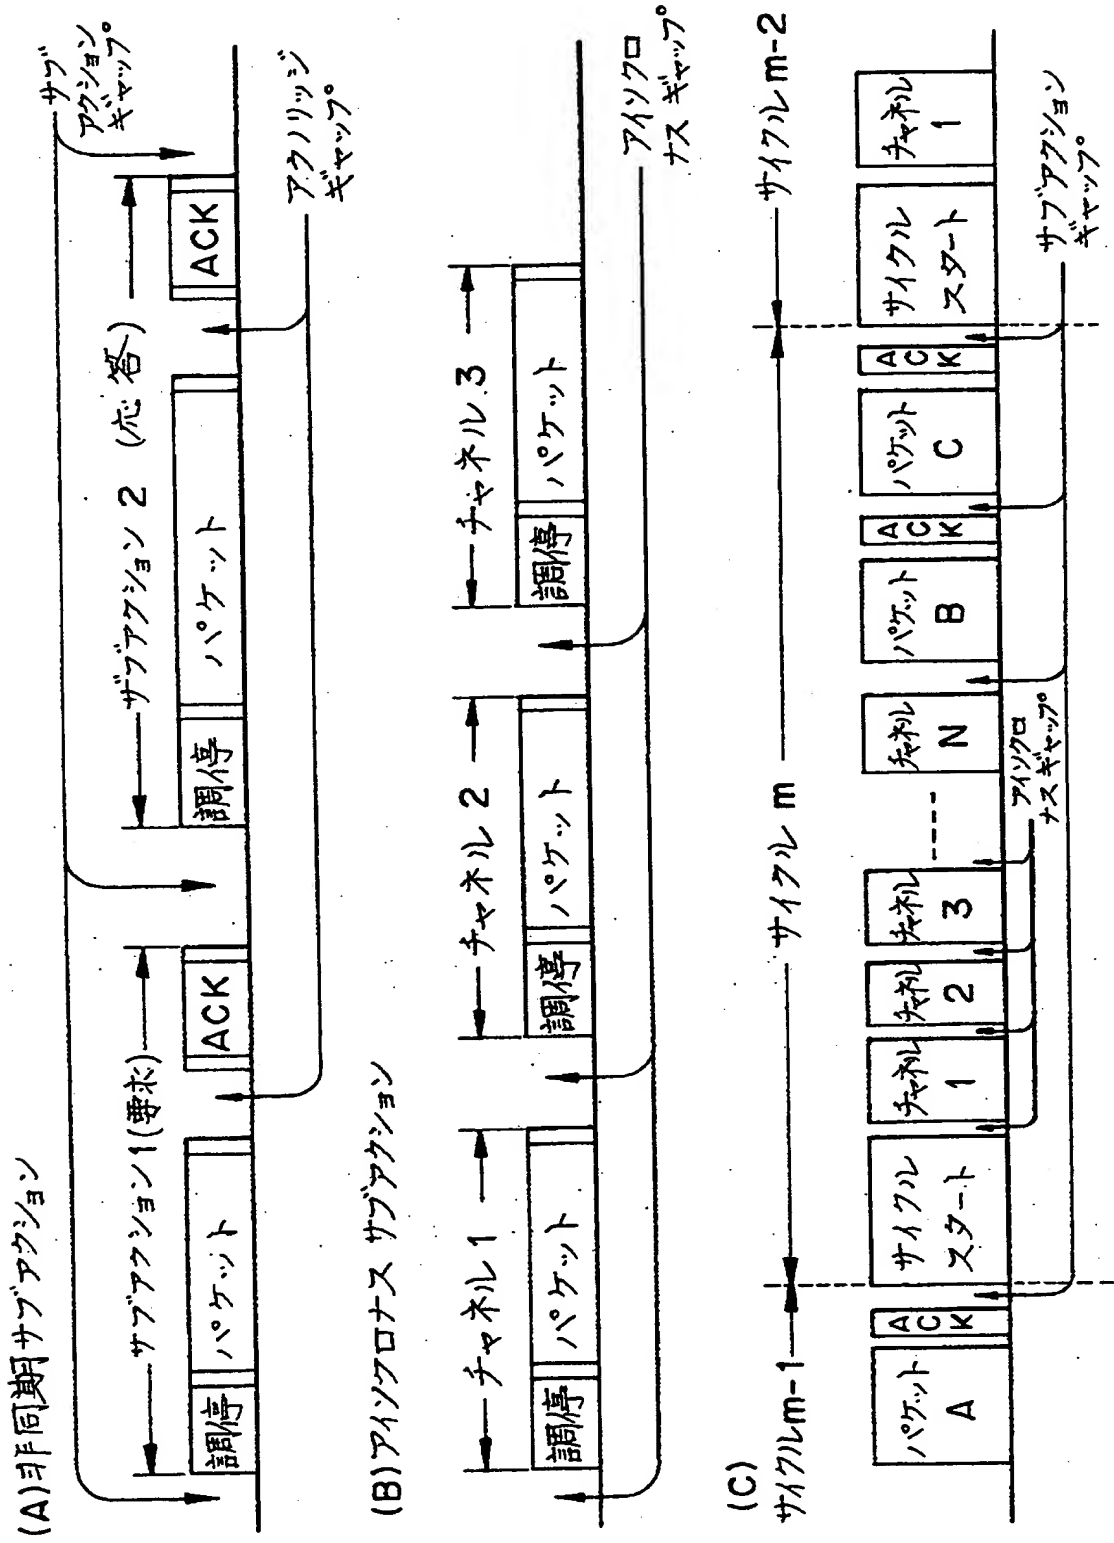 (A)非同期サブアクション
サブアクション1(要求)
サブアクション2 (応答)
サブ
アクション
ギャップ
調停
パケット
ACK
調停
パケット
ACK
アクノリッジ
ギャップ
(B)アイソクロナス サブアクション
チャネル1
チャネル2
チャネル3
調停
パケット
調停
パケット
調停
パケット
アイソクロ
ナス ギャップ
(C)
サイクルm-1
サイクル m
サイクルm-2
パケット
A
ACK
サイクル
スタート
チャネル
1
チャネル
2
チャネル
3
チャネル
N
パケット
B
ACK
パケット
C
ACK
サイクル
スタート
チャネル
1
アイソクロ
ナスギャップ
サブアクション
ギャップ